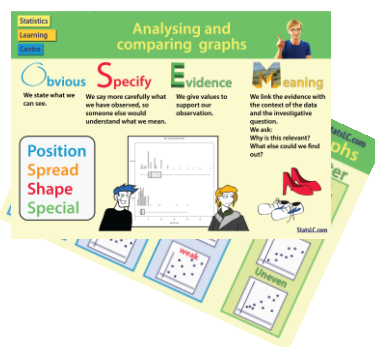 Statistics
Learning
Centre
Analysing and
comparing graphs
Obvious
We state what we
can see.
Specify
We say more carefully what
we have observed, so
someone else would
understand what we mean.
Evidence
We give values to
support our
observation.
Meaning
We link the evidence with
the context of the data
and the investigative
question.
We ask:
Why is this relevant?
What else could we find
out?
Position
Spread
Shape
Special
StatsLC.com
StatsLC.com
phs
er
weak
Uneven